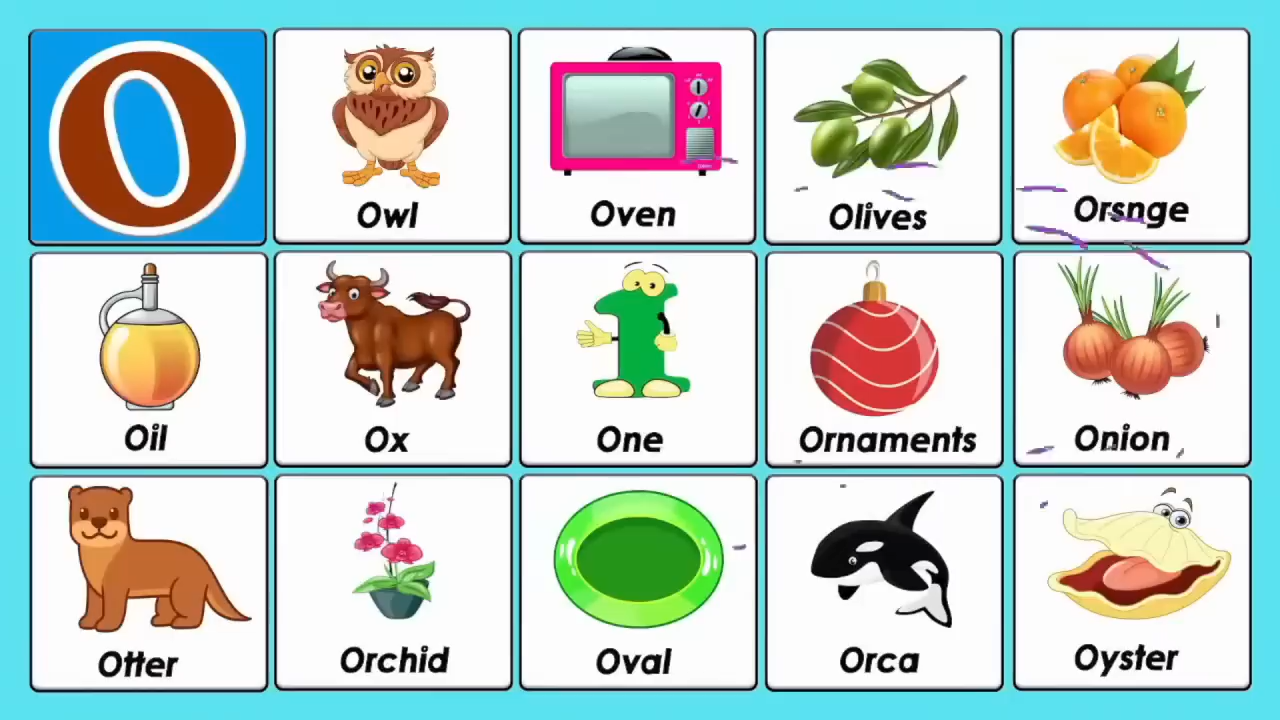 O
Owl
Oven
Olives
Orsnge
Oil
Ox
One
Ornaments
Onion
Otter
Orchid
Oval
Orca
Oyster